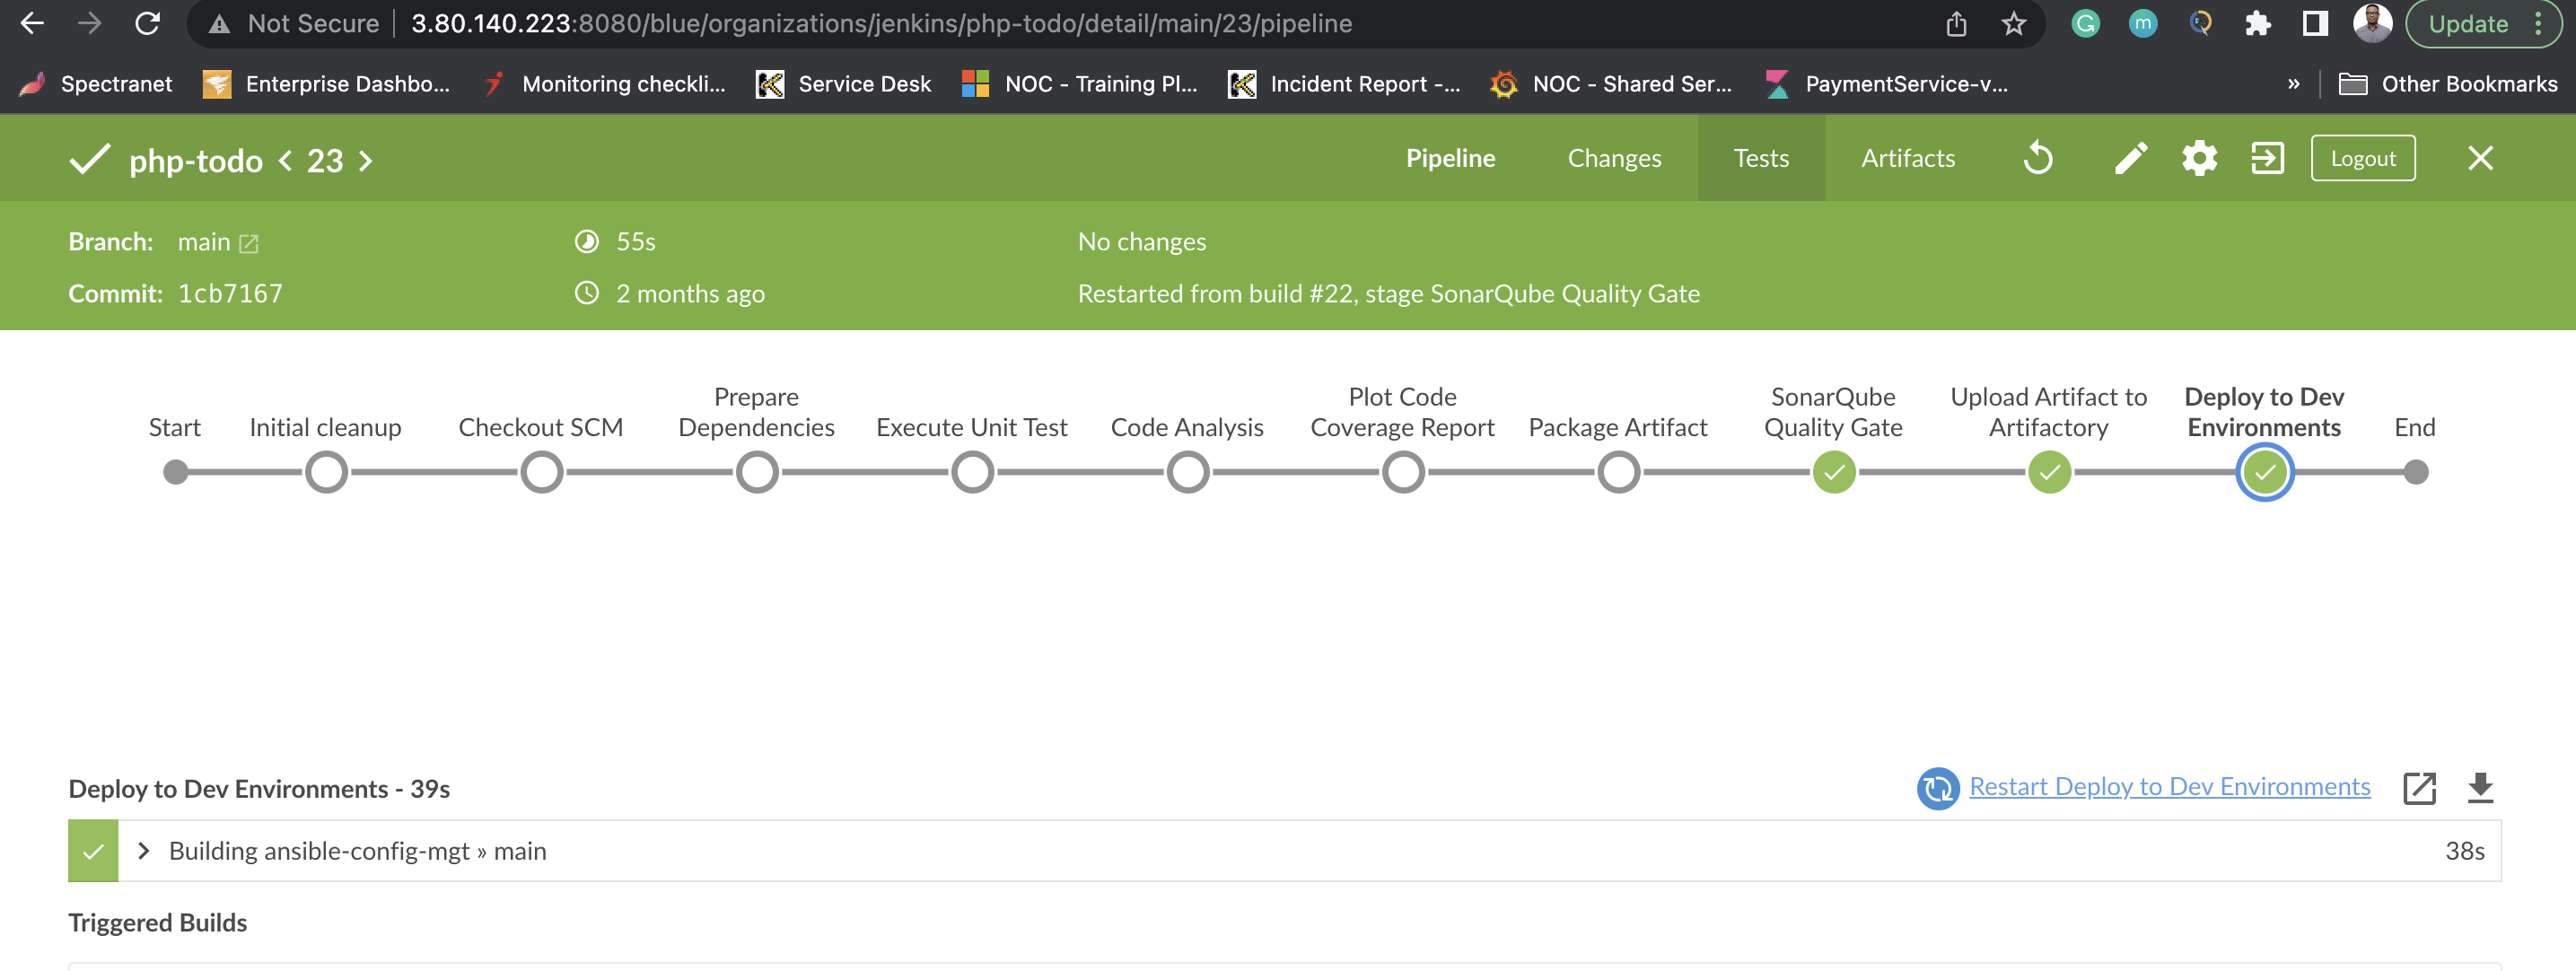 Not Secure 3.80.140.223:8080/blue/organizations/jenkins/php-todo/detail/main/23/pipeline
Update
Spectranet Enterprise Dashbo... Monitoring checkli... Service Desk NOC - Training Pl... Incident Report -... NOC - Shared Ser... PaymentService-v... » Other Bookmarks
php-todo < 23 > Pipeline Changes Tests Artifacts Logout
Branch: main 55s No changes
Commit: 1cb7167 2 months ago Restarted from build #22, stage SonarQube Quality Gate
Start
Initial cleanup
Checkout SCM
Prepare
Dependencies
Execute Unit Test
Code Analysis
Plot Code
Coverage Report
Package Artifact
SonarQube
Quality Gate
Upload Artifact to
Artifactory
Deploy to Dev
Environments
End
Deploy to Dev Environments - 39s Restart Deploy to Dev Environments
Building ansible-config-mgt » main 38s
Triggered Builds